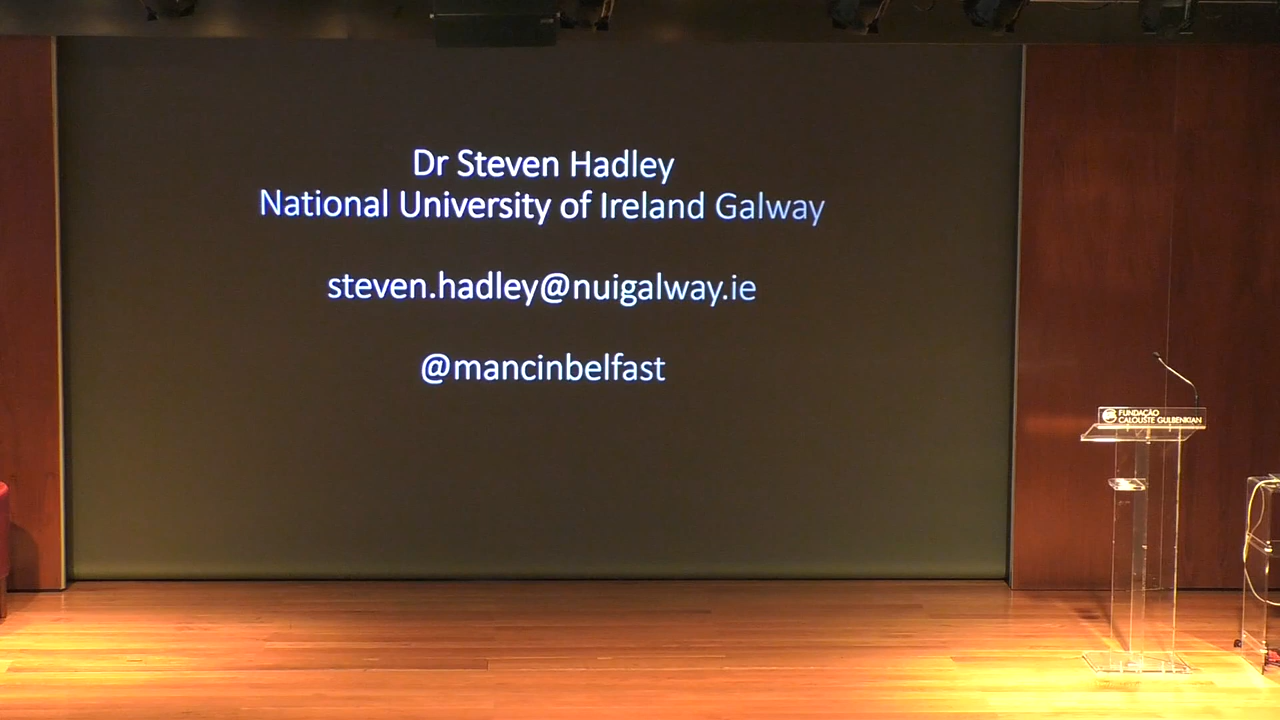 Dr Steven Hadley
National University of Ireland Galway
steven.hadley@nuigalway.ie
@mancinbelfast
FUNDAÇÃO
CALOUSTE GULBENKIAN